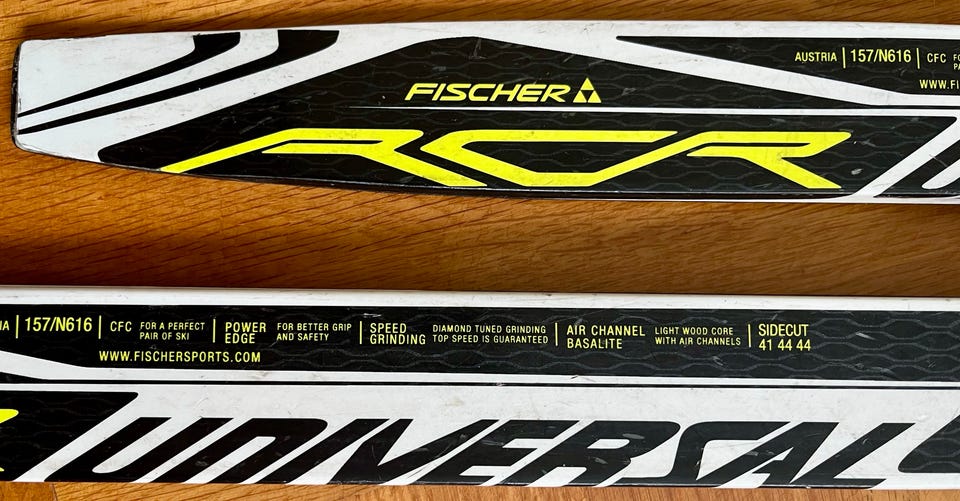 FISCHER
RCR
AUSTRIA | 157/N616 | CFC
WWW.FI
157/N616 | CFC FOR A PERFECT PAIR OF SKI | POWER EDGE FOR BETTER GRIP AND SAFETY | SPEED GRINDING DIAMOND TUNED GRINDING TOP SPEED IS GUARANTEED | AIR CHANNEL BASALITE LIGHT WOOD CORE WITH AIR CHANNELS | SIDECUT 41 44 44
WWW.FISCHERSPORTS.COM
UNIVERSAL